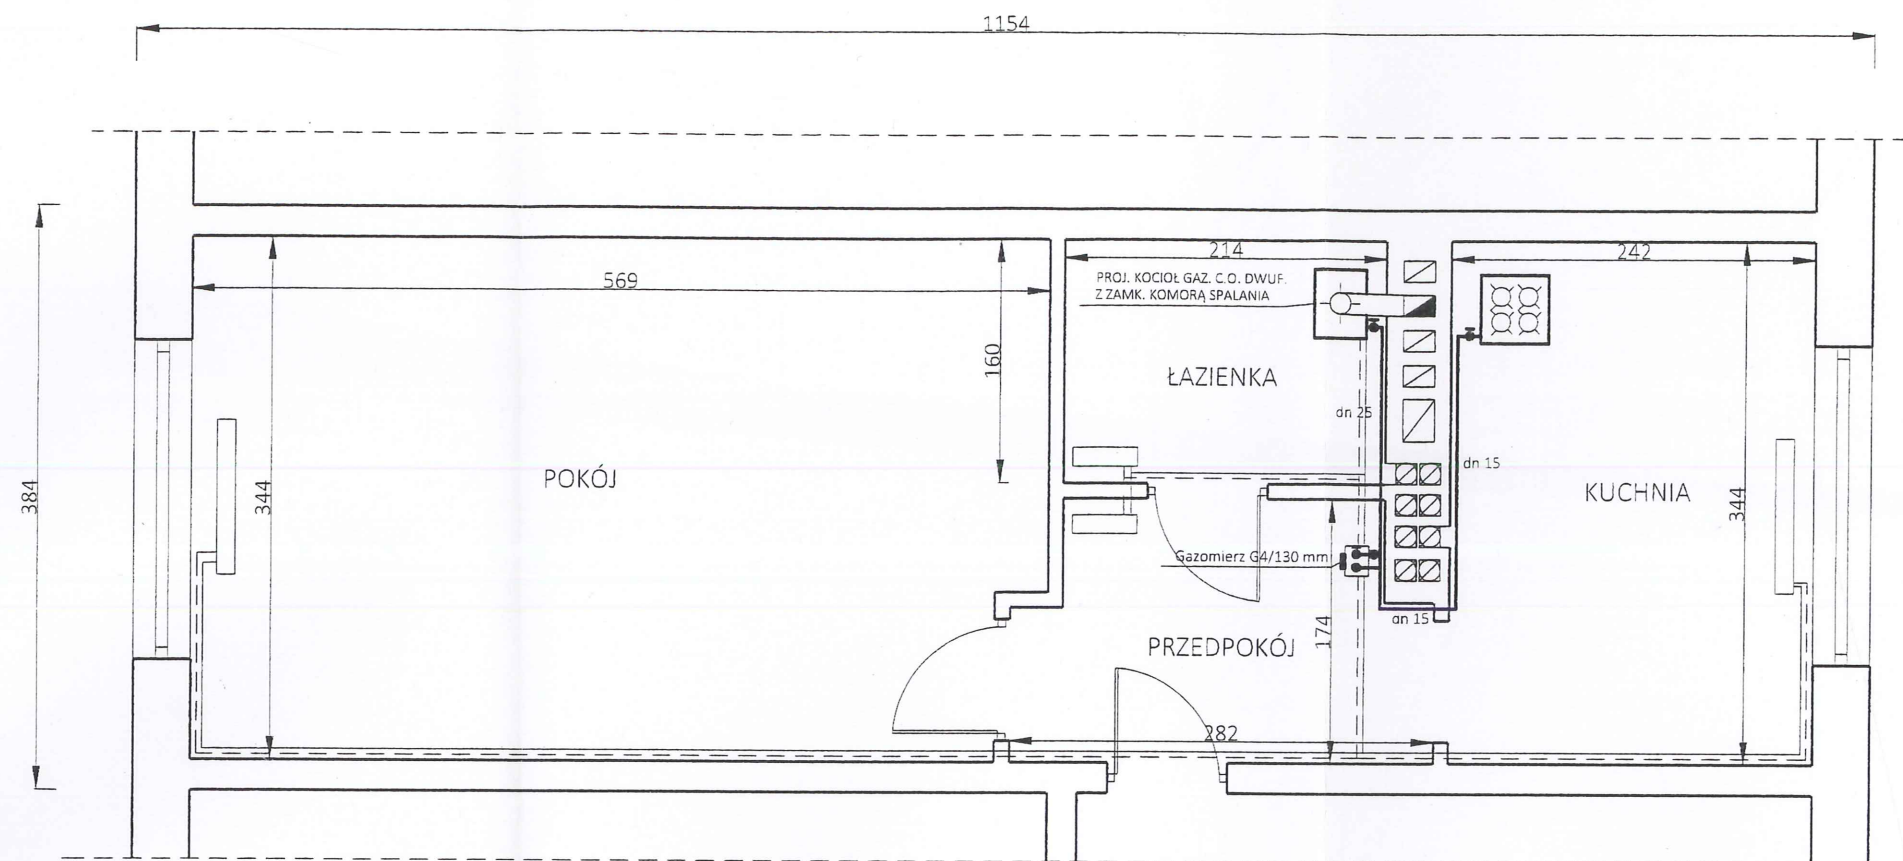 1154
214
242
569
PROJ. KOCIOŁ GAZ. C.O. DWUF.
Z ZAMK. KOMORĄ SPALANIA
160
ŁAZIENKA
dn 25
dn 15
POKÓJ
KUCHNIA
384
344
344
Gazomierz G4/130 mm
dn 15
174
PRZEDPOKÓJ
282